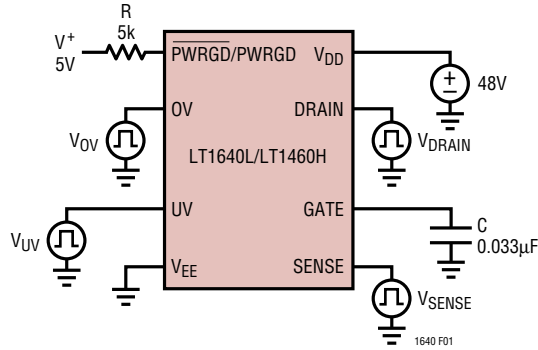 R
5k
V+
5V
PWRGD/PWRGD
VDD
+
−
48V
OV
DRAIN
VOV
VDRAIN
LT1640L/LT1460H
UV
GATE
C
0.033µF
VUV
VEE
SENSE
VSENSE
1640 F01